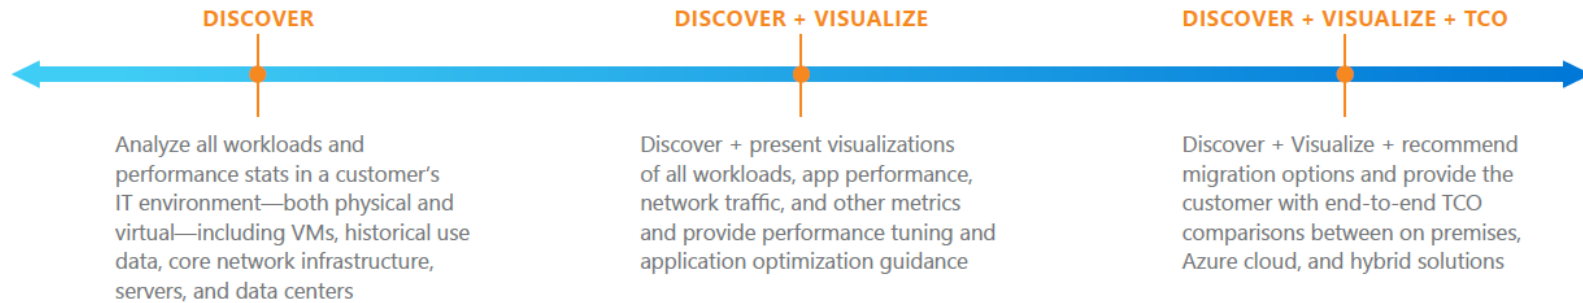 DISCOVER
Analyze all workloads and
performance stats in a customer's
IT environment—both physical and
virtual—including VMs, historical use
data, core network infrastructure,
servers, and data centers
DISCOVER + VISUALIZE
Discover + present visualizations
of all workloads, app performance,
network traffic, and other metrics
and provide performance tuning and
application optimization guidance
DISCOVER + VISUALIZE + TCO
Discover + Visualize + recommend
migration options and provide the
customer with end-to-end TCO
comparisons between on premises,
Azure cloud, and hybrid solutions